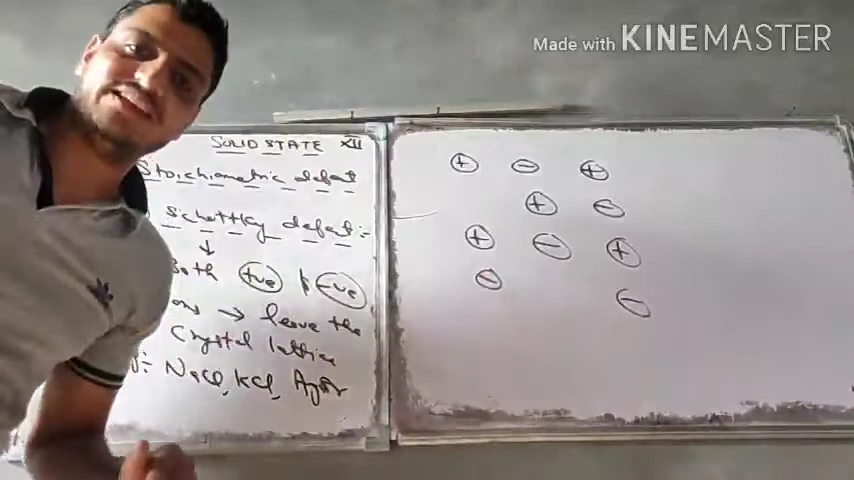 Made with KINEMASTER
SOLID STATE XII
Stoichiometric defect
Schottky defect:-
↓
Both +ve & -ve
ons → leave the
Crystal lattice
:- NaCl, KCl, AgBr
+ - +
+ -
+ - +
-
-